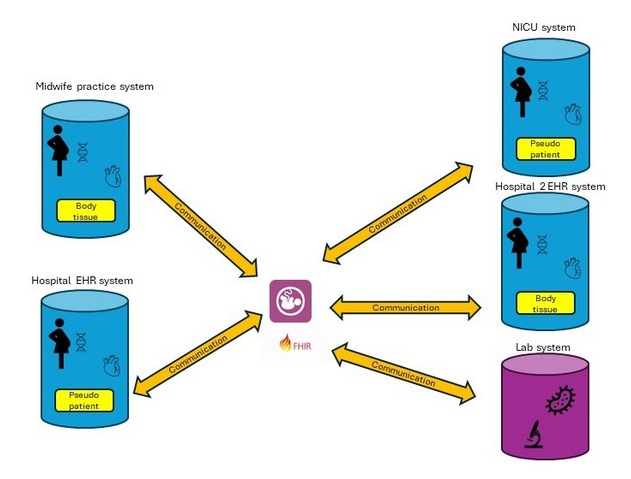 NICU system
Midwife practice system
Pseudo
patient
Communication
Communication
Hospital 2 EHR system
Body
tissue
Hospital EHR system
Body
tissue
Communication
FHIR
Communication
Lab system
Communication
Pseudo
patient